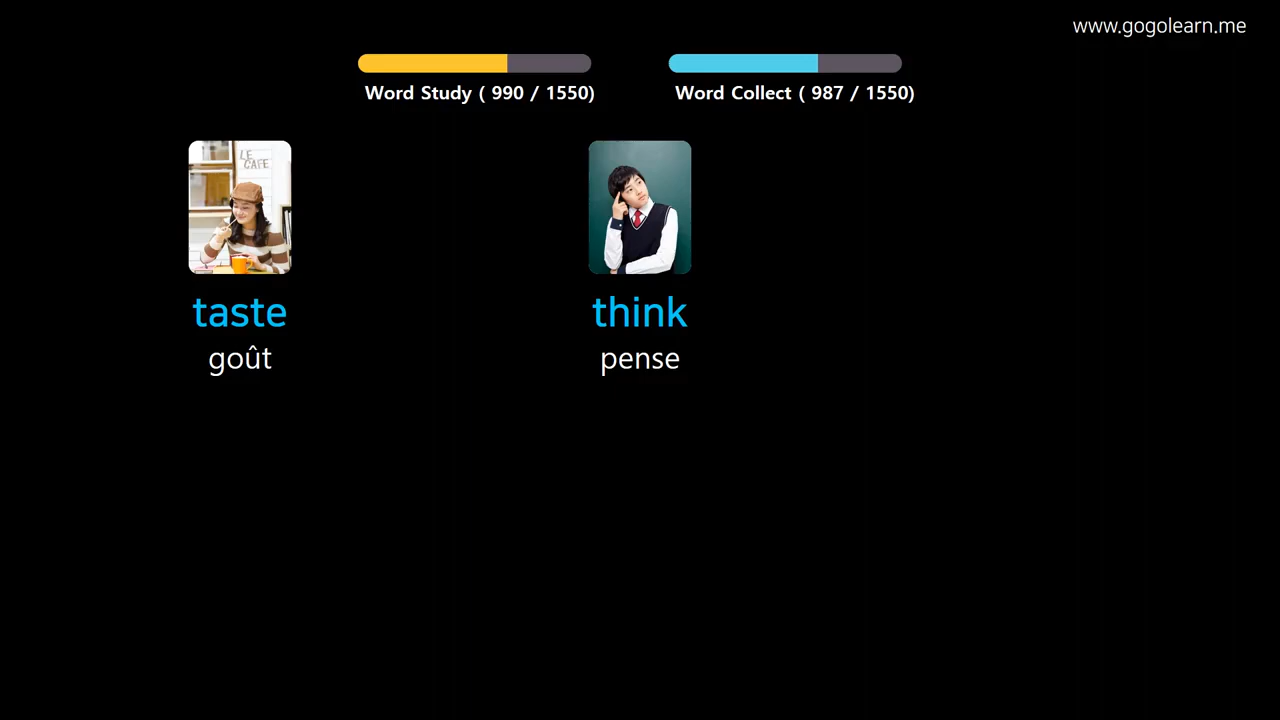 www.gogolearn.me
Word Study ( 990 / 1550)
Word Collect ( 987 / 1550)
LE
CAFE
taste
think
goût
pense